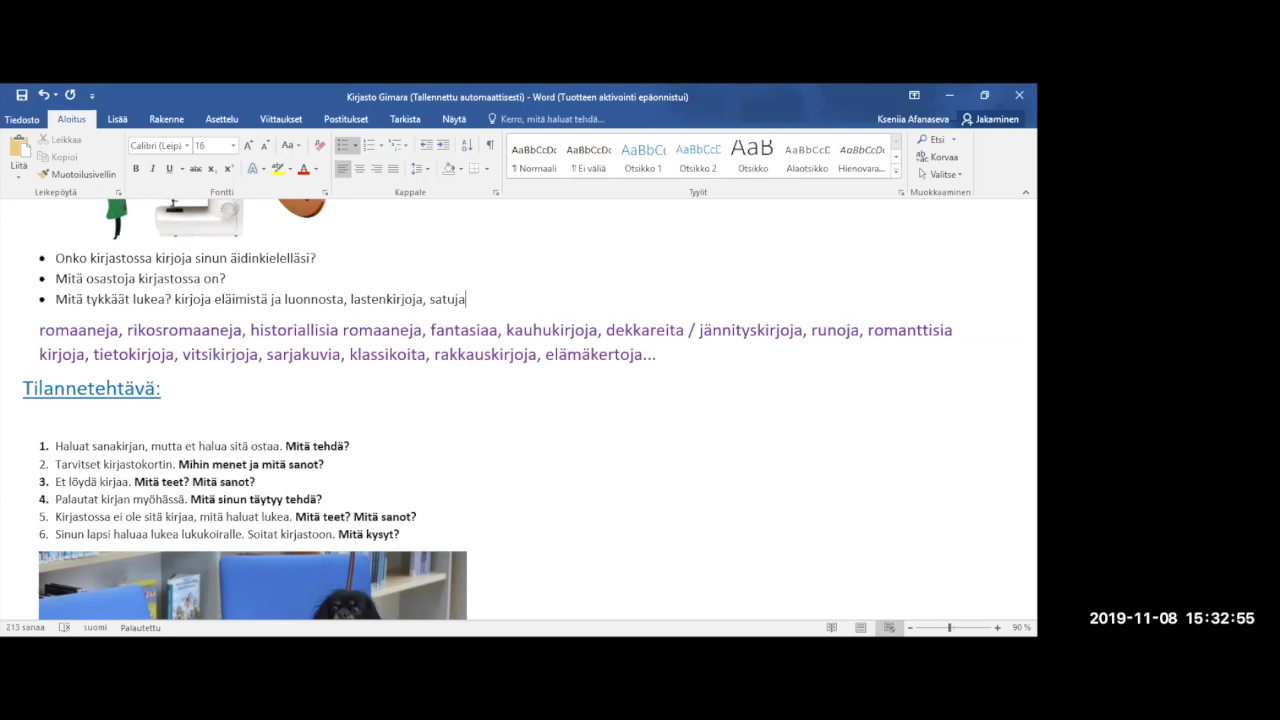 Kirjasto Gimara (Tallennettu automaattisesti) - Word (Tuotteen aktivointi epäonnistui)
Tiedosto Aloitus Lisää Rakenne Asettelu Viittaukset Postitukset Tarkista Näytä Kerro, mitä haluat tehdä... Kseniia Afanaseva Jakaminen
Liitä
Leikkaa
Kopioi
Muotoilusivellin
Leikepöytä
Calibri (Leipä 16
Fontti
Kappale
AaBbCcDc AaBbCcDc AaBbCc AaBbCcC AaB AaBbCcC AaBbCcDc
¶ Normaali ¶ Ei väliä Otsikko 1 Otsikko 2 Otsikko Alaotsikko Hienovara...
Tyylit
Etsi
Korvaa
Valitse
Muokkaaminen
• Onko kirjastossa kirjoja sinun äidinkielelläsi?
• Mitä osastoja kirjastossa on?
• Mitä tykkäät lukea? kirjoja eläimistä ja luonnosta, lastenkirjoja, satuja
romaaneja, rikosromaaneja, historiallisia romaaneja, fantasiaa, kauhukirjoja, dekkareita / jännityskirjoja, runoja, romanttisia
kirjoja, tietokirjoja, vitsikirjoja, sarjakuvia, klassikoita, rakkauskirjoja, elämäkertoja...
Tilannetehtävä:
1. Haluat sanakirjan, mutta et halua sitä ostaa. Mitä tehdä?
2. Tarvitset kirjastokortin. Mihin menet ja mitä sanot?
3. Et löydä kirjaa. Mitä teet? Mitä sanot?
4. Palautat kirjan myöhässä. Mitä sinun täytyy tehdä?
5. Kirjastossa ei ole sitä kirjaa, mitä haluat lukea. Mitä teet? Mitä sanot?
6. Sinun lapsi haluaa lukea lukukoiralle. Soitat kirjastoon. Mitä kysyt?
213 sanaa suomi Palautettu 90 %
2019-11-08 15:32:55